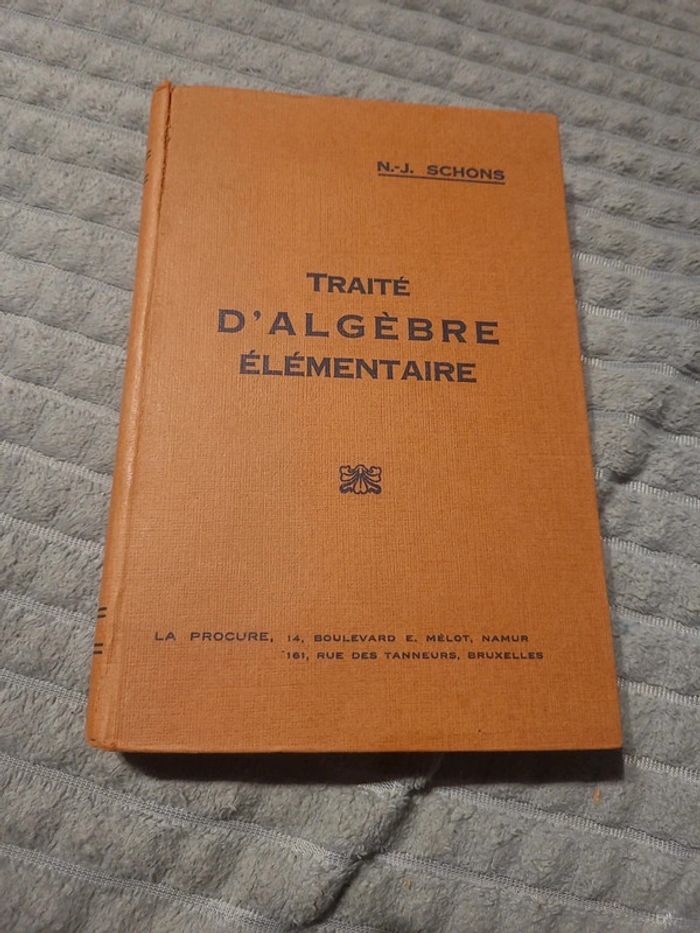 N.-J. SCHONS
TRAITÉ
D'ALGÈBRE
ÉLÉMENTAIRE
LA PROCURE, 14, BOULEVARD E. MÉLOT, NAMUR
161, RUE DES TANNEURS, BRUXELLES